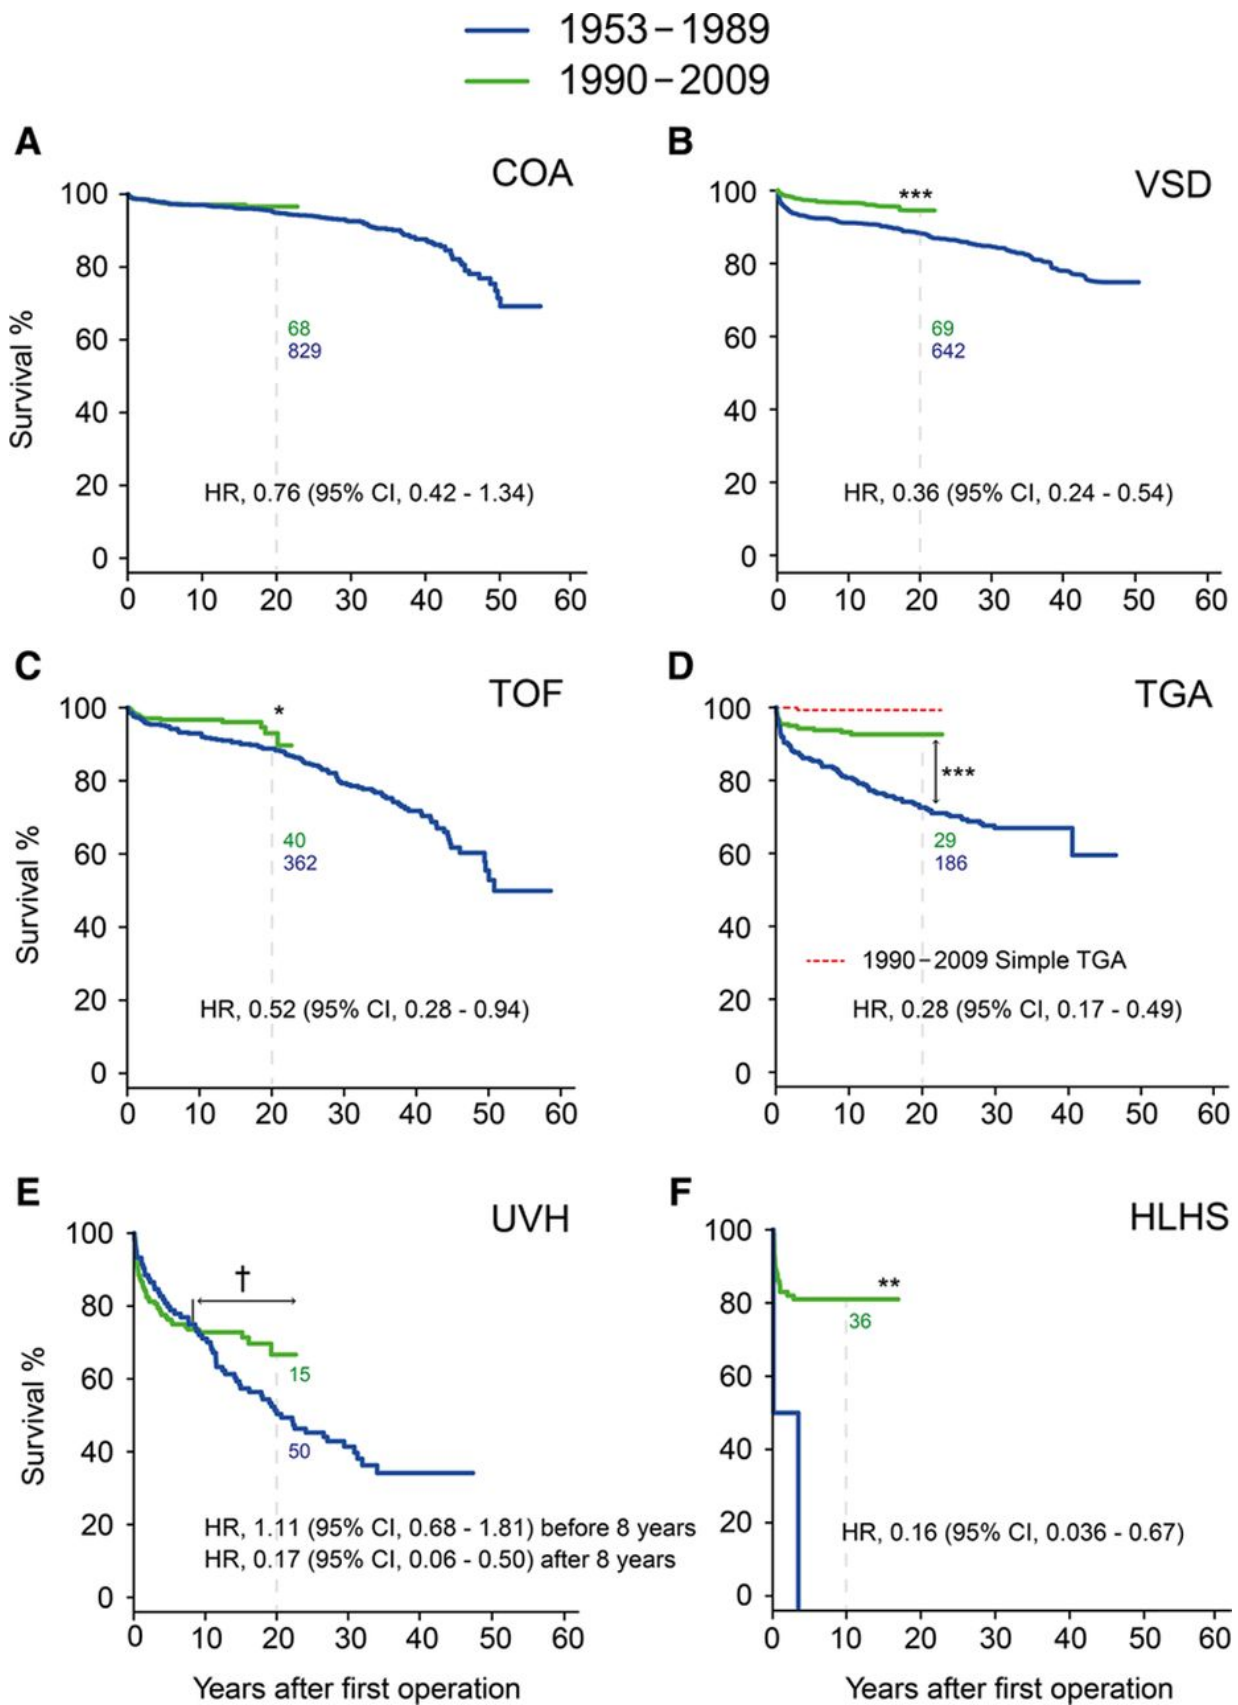 1953–1989
1990–2009
A
COA
100
80
60
40
20
0
Survival %
68
829
HR, 0.76 (95% CI, 0.42 - 1.34)
0 10 20 30 40 50 60
B
VSD
100
80
60
40
20
0
***
69
642
HR, 0.36 (95% CI, 0.24 - 0.54)
0 10 20 30 40 50 60
C
TOF
100
80
60
40
20
0
Survival %
*
40
362
HR, 0.52 (95% CI, 0.28 - 0.94)
0 10 20 30 40 50 60
D
TGA
100
80
60
40
20
0
***
29
186
1990–2009 Simple TGA
HR, 0.28 (95% CI, 0.17 - 0.49)
0 10 20 30 40 50 60
E
UVH
100
80
60
40
20
0
Survival %
†
15
50
HR, 1.11 (95% CI, 0.68 - 1.81) before 8 years
HR, 0.17 (95% CI, 0.06 - 0.50) after 8 years
0 10 20 30 40 50 60
Years after first operation
F
HLHS
100
80
60
40
20
0
**
36
HR, 0.16 (95% CI, 0.036 - 0.67)
0 10 20 30 40 50 60
Years after first operation